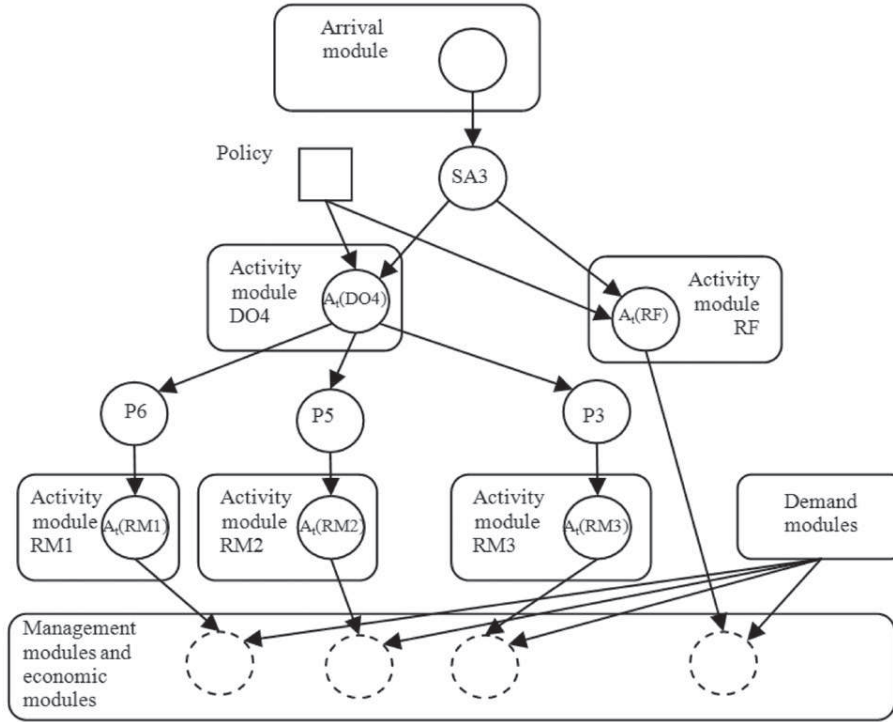 Arrival
module
Policy
SA3
Activity
module
DO4
Aₜ(DO4)
Activity
module
RF
Aₜ(RF)
P6
P5
P3
Activity
module
RM1
Aₜ(RM1)
Activity
module
RM2
Aₜ(RM2)
Activity
module
RM3
Aₜ(RM3)
Demand
modules
Management
modules and
economic
modules